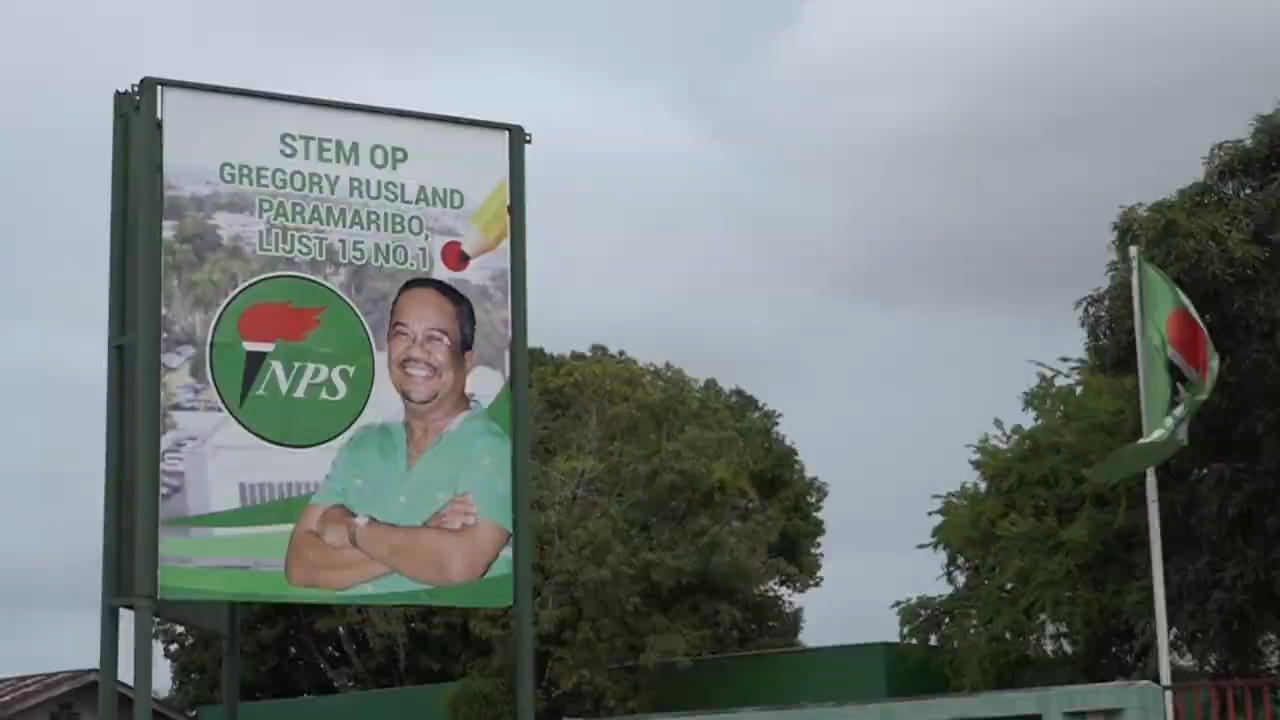 STEM OP
GREGORY RUSLAND
PARAMARIBO,
LIJST 15 NO.1
NPS